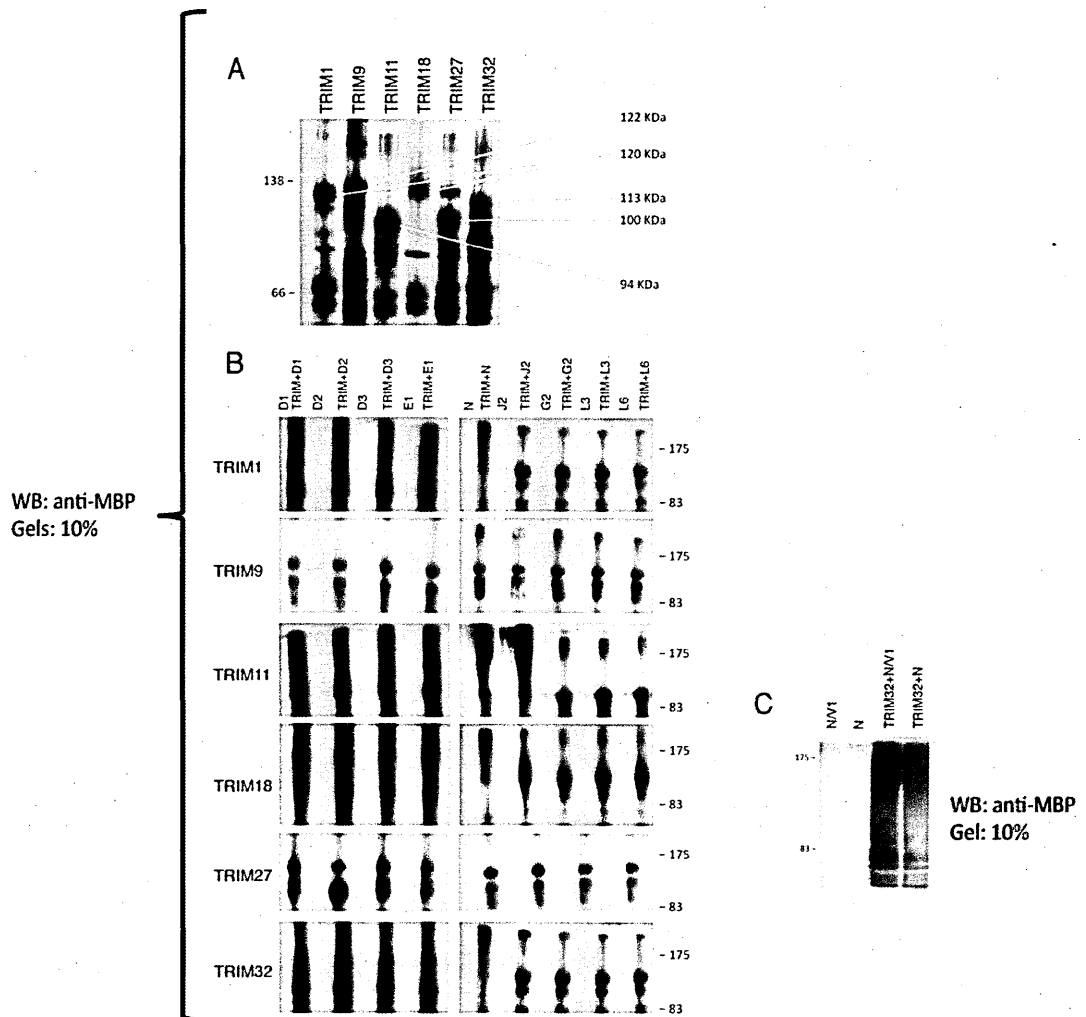 A
TRIM1
TRIM9
TRIM11
TRIM18
TRIM27
TRIM32
138 -
66 -
122 KDa
120 KDa
113 KDa
100 KDa
94 KDa
WB: anti-MBP
Gels: 10%
B
D1
TRIM+D1
D2
TRIM+D2
D3
TRIM+D3
E1
TRIM+E1
N
TRIM+N
J2
TRIM+J2
G2
TRIM+G2
L3
TRIM+L3
L6
TRIM+L6
TRIM1
- 175
- 83
TRIM9
- 175
- 83
TRIM11
- 175
- 83
TRIM18
- 175
- 83
TRIM27
- 175
- 83
TRIM32
- 175
- 83
C
N/V1
N
TRIM32+N/V1
TRIM32+N
175 -
83 -
WB: anti-MBP
Gel: 10%